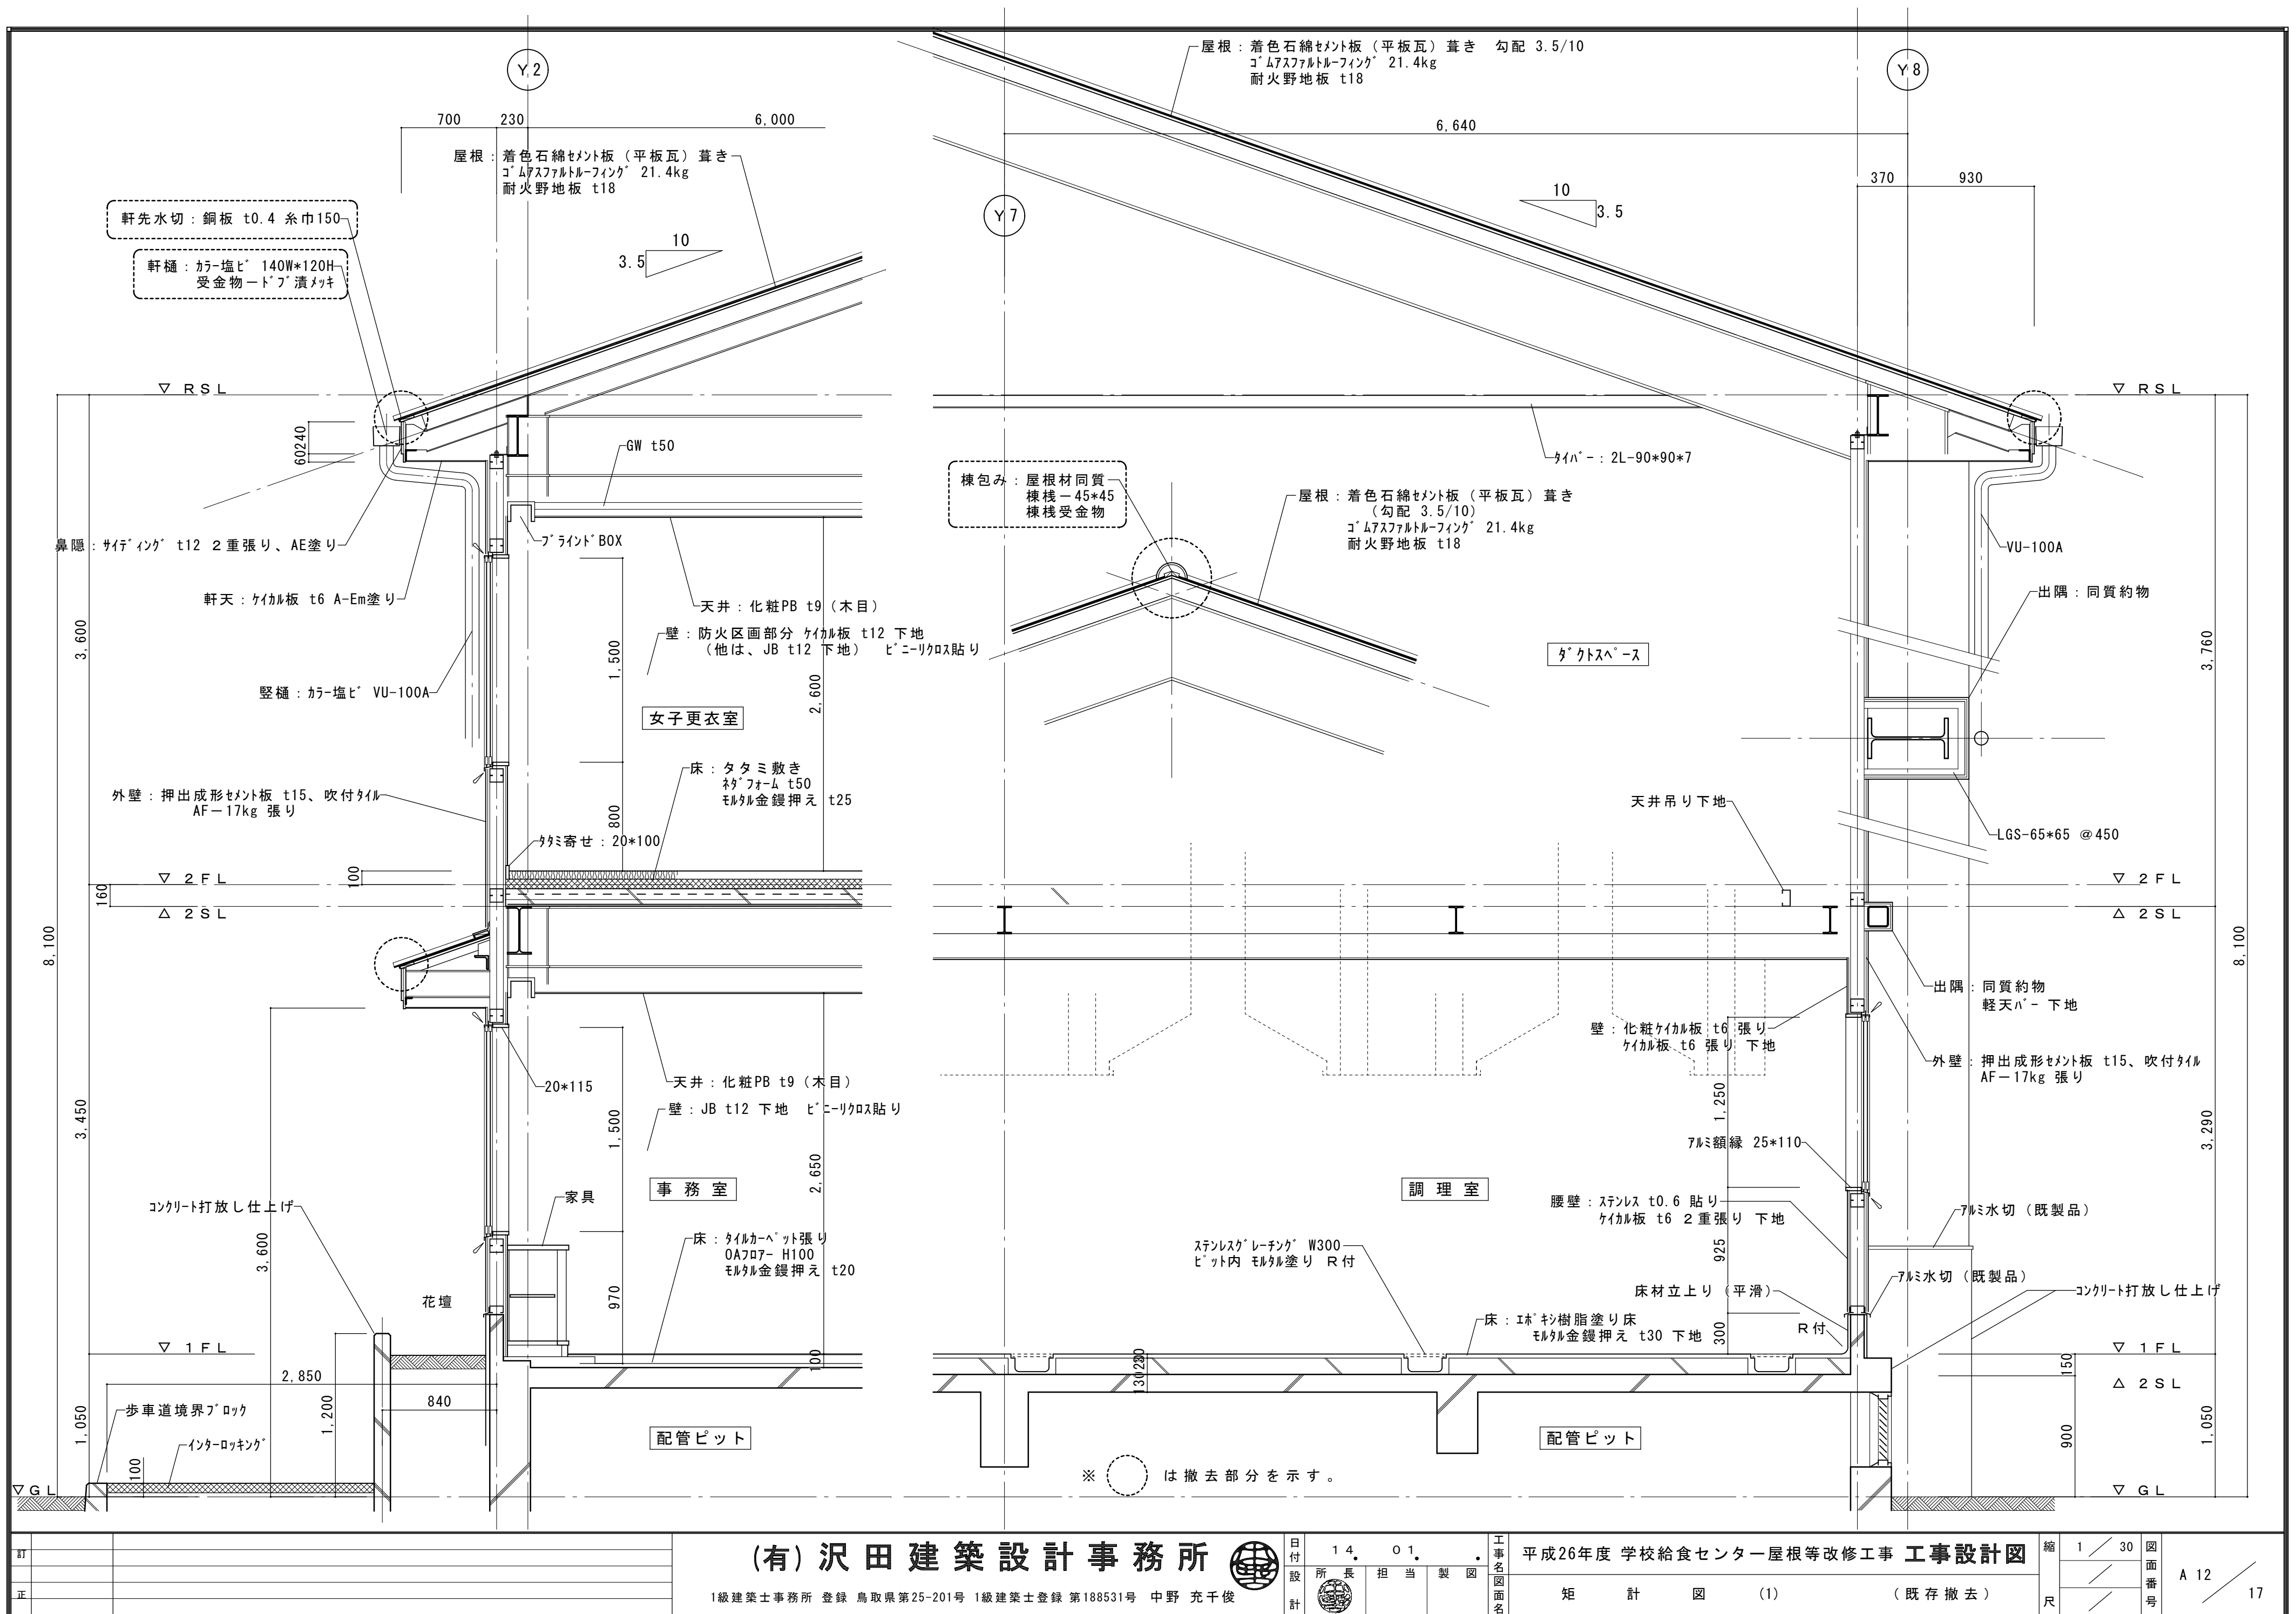 屋根：着色石綿ｾﾒﾝﾄ板（平板瓦）葺き　勾配 3.5/10
ｺﾞﾑｱｽﾌｧﾙﾄﾙｰﾌｨﾝｸﾞ 21.4kg
耐火野地板 t18
Y2
Y8
700
230
6,000
6,640
屋根：着色石綿ｾﾒﾝﾄ板（平板瓦）葺き
ｺﾞﾑｱｽﾌｧﾙﾄﾙｰﾌｨﾝｸﾞ 21.4kg
耐火野地板 t18
370
930
Y7
10
3.5
軒先水切：銅板 t0.4 糸巾150
10
3.5
軒樋：ｶﾗｰ塩ﾋﾞ 140W*120H
受金物ードﾌﾞ漬ﾒｯｷ
▽ ＲＳＬ
▽ ＲＳＬ
60
240
GW t50
ﾀｲﾊﾞｰ：2L-90*90*7
棟包み：屋根材同質
棟桟－45*45
棟桟受金物
屋根：着色石綿ｾﾒﾝﾄ板（平板瓦）葺き
（勾配 3.5/10）
ｺﾞﾑｱｽﾌｧﾙﾄﾙｰﾌｨﾝｸﾞ 21.4kg
耐火野地板 t18
鼻隠：ｻｲﾃﾞｨﾝｸﾞ t12 ２重張り、AE塗り
ﾌﾞﾗｲﾝﾄﾞBOX
VU-100A
軒天：ｹｲｶﾙ板 t6 A-Em塗り
天井：化粧PB t9（木目）
出隅：同質約物
3,600
1,500
壁：防火区画部分 ｹｲｶﾙ板 t12 下地
（他は、JB t12 下地）　ﾋﾞﾆｰﾘｸﾛｽ貼り
ﾀﾞｸﾄｽﾍﾟｰｽ
3,760
竪樋：ｶﾗｰ塩ﾋﾞ VU-100A
2,600
女子更衣室
床：タタミ敷き
ﾈﾀﾞﾌｫｰﾑ t50
ﾓﾙﾀﾙ金鏝押え t25
外壁：押出成形ｾﾒﾝﾄ板 t15、吹付ﾀｲﾙ
AFー17kg 張り
800
天井吊り下地
ﾀﾀﾐ寄せ：20*100
LGS-65*65 @450
▽ ２ＦＬ
100
160
△ ２ＳＬ
▽ ２ＦＬ
△ ２ＳＬ
8,100
8,100
出隅：同質約物
軽天ﾊﾞｰ 下地
壁：化粧ｹｲｶﾙ板 t6 張り
ｹｲｶﾙ板 t6 張り 下地
外壁：押出成形ｾﾒﾝﾄ板 t15、吹付ﾀｲﾙ
AFー17kg 張り
20*115
天井：化粧PB t9（木目）
壁：JB t12 下地　ﾋﾞﾆｰﾘｸﾛｽ貼り
3,450
1,500
1,250
3,290
ｱﾙﾐ額縁 25*110
2,650
事 務 室
調 理 室
家具
ｺﾝｸﾘｰﾄ打放し仕上げ
腰壁：ｽﾃﾝﾚｽ t0.6 貼り
ｹｲｶﾙ板 t6 ２重張り 下地
ｱﾙﾐ水切（既製品）
3,600
床：ﾀｲﾙｶｰﾍﾟｯﾄ張り
OAﾌﾛｱｰ H100
ﾓﾙﾀﾙ金鏝押え t20
ｽﾃﾝﾚｽｸﾞﾚｰﾁﾝｸﾞ W300
ﾋﾟｯﾄ内 ﾓﾙﾀﾙ塗り Ｒ付
925
ｱﾙﾐ水切（既製品）
床材立上り（平滑）
ｺﾝｸﾘｰﾄ打放し仕上げ
花壇
970
床：ｴﾎﾟｷｼ樹脂塗り床
ﾓﾙﾀﾙ金鏝押え t30 下地
300
Ｒ付
▽ １ＦＬ
100
▽ １ＦＬ
2,850
150
△ ２ＳＬ
840
歩車道境界ﾌﾞﾛｯｸ
1,200
1,050
ｲﾝﾀｰﾛｯｷﾝｸﾞ
配管ピット
配管ピット
900
1,050
100
※　は撤去部分を示す。
▽ＧＬ
▽ ＧＬ
訂
正
(有) 沢田建築設計事務所
1級建築士事務所 登録 鳥取県第25-201号 1級建築士登録 第188531号　中野 充千俊
日付
14. 01. .
設計
所長
担当
製図
工事名
平成26年度 学校給食センター屋根等改修工事 工事設計図
図面名
矩計図 (1) （既存撤去）
縮尺
1／30
図面番号
A 12／17